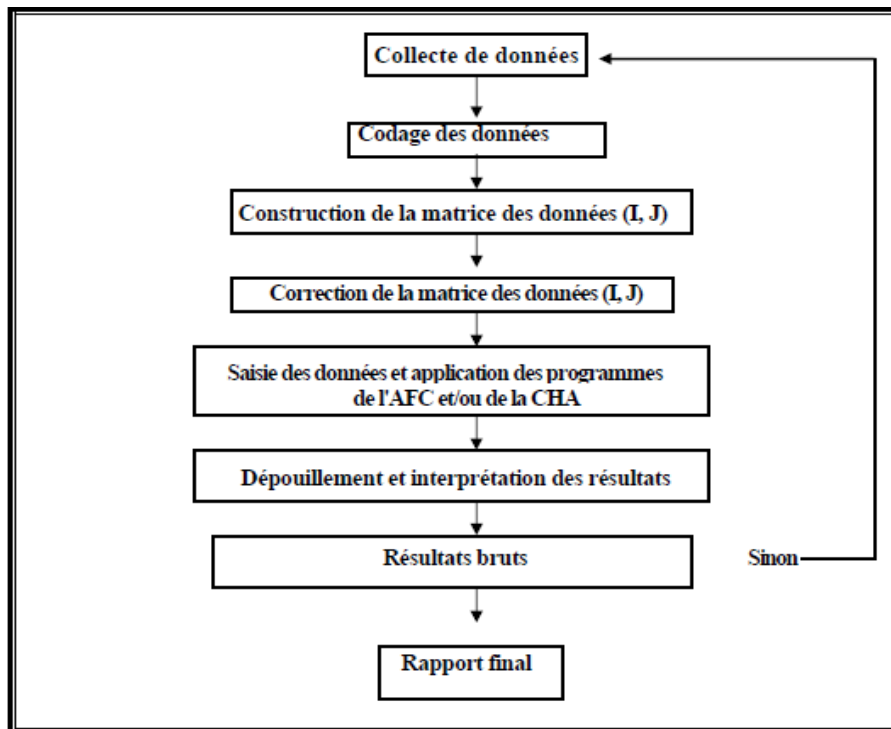 Collecte de données
Codage des données
Construction de la matrice des données (I, J)
Correction de la matrice des données (I, J)
Saisie des données et application des programmes
de l'AFC et/ou de la CHA
Dépouillement et interprétation des résultats
Résultats bruts
Sinon
Rapport final